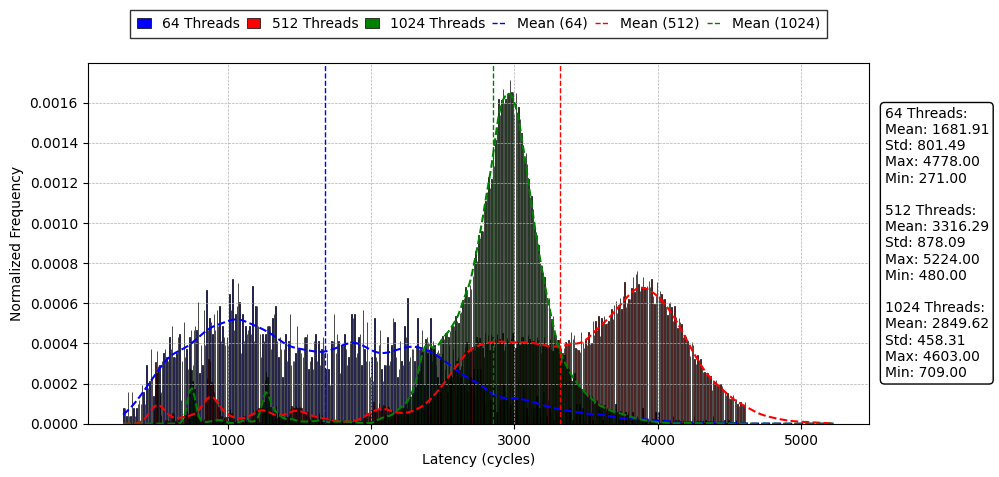 64 Threads 512 Threads 1024 Threads Mean (64) Mean (512) Mean (1024)
0.0016
0.0014
0.0012
0.0010
0.0008
0.0006
0.0004
0.0002
0.0000
Normalized Frequency
1000 2000 3000 4000 5000
Latency (cycles)
64 Threads:
Mean: 1681.91
Std: 801.49
Max: 4778.00
Min: 271.00
512 Threads:
Mean: 3316.29
Std: 878.09
Max: 5224.00
Min: 480.00
1024 Threads:
Mean: 2849.62
Std: 458.31
Max: 4603.00
Min: 709.00